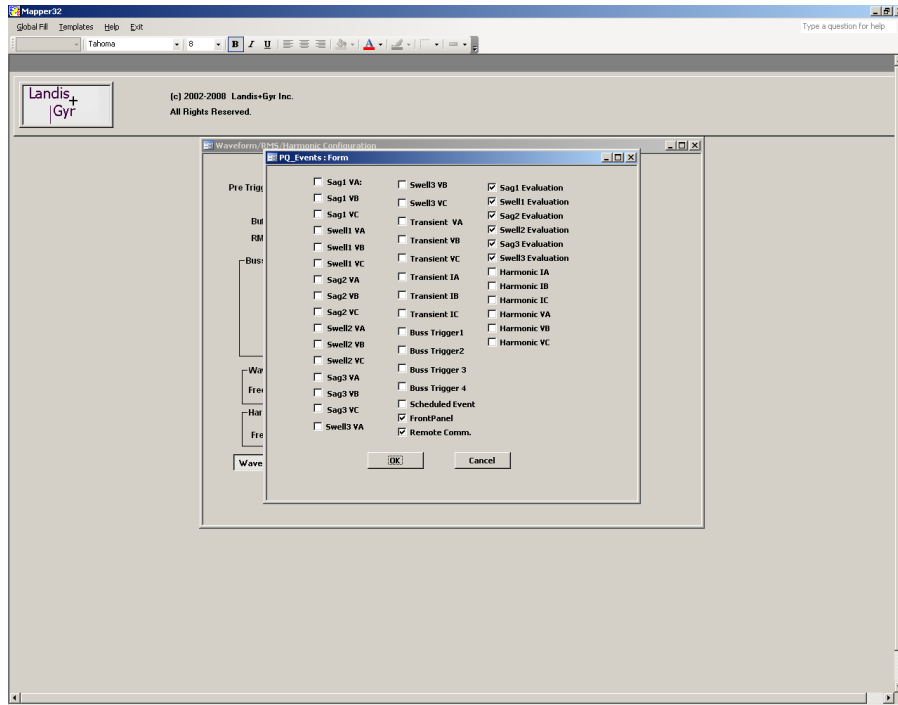 Mapper32
Global Fill Templates Help Exit
Type a question for help
Tahoma 8 B I U A
Landis+
Gyr
(c) 2002-2008 Landis+Gyr Inc.
All Rights Reserved.
Waveform/RMS/Harmonic Configuration
PQ_Events : Form
Pre Trigg
Buf
RM
Buss
Wav
Fre
Har
Fre
Wave
Sag1 VA:
Sag1 VB
Sag1 VC
Swell1 VA
Swell1 VB
Swell1 VC
Sag2 VA
Sag2 VB
Sag2 VC
Swell2 VA
Swell2 VB
Swell2 VC
Sag3 VA
Sag3 VB
Sag3 VC
Swell3 VA
Swell3 VB
Swell3 VC
Transient VA
Transient VB
Transient VC
Transient IA
Transient IB
Transient IC
Buss Trigger1
Buss Trigger2
Buss Trigger 3
Buss Trigger 4
Scheduled Event
FrontPanel
Remote Comm.
Sag1 Evaluation
Swell1 Evaluation
Sag2 Evaluation
Swell2 Evaluation
Sag3 Evaluation
Swell3 Evaluation
Harmonic IA
Harmonic IB
Harmonic IC
Harmonic VA
Harmonic VB
Harmonic VC
OK
Cancel